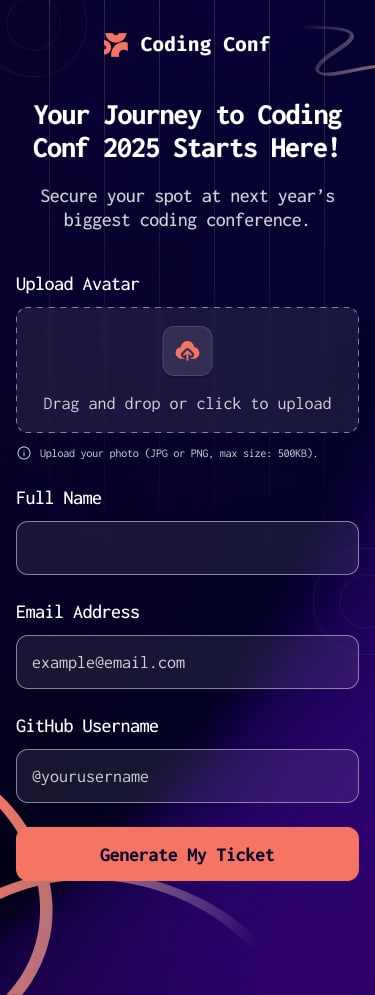 Coding Conf
Your Journey to Coding
Conf 2025 Starts Here!
Secure your spot at next year’s
biggest coding conference.
Upload Avatar
Drag and drop or click to upload
Upload your photo (JPG or PNG, max size: 500KB).
Full Name
Email Address
example@email.com
GitHub Username
@yourusername
Generate My Ticket